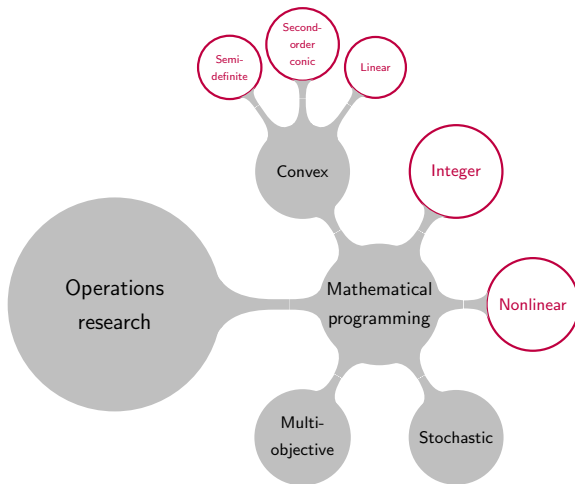 Second-
order
conic
Semi-
definite
Linear
Convex
Integer
Operations
research
Mathematical
programming
Nonlinear
Multi-
objective
Stochastic